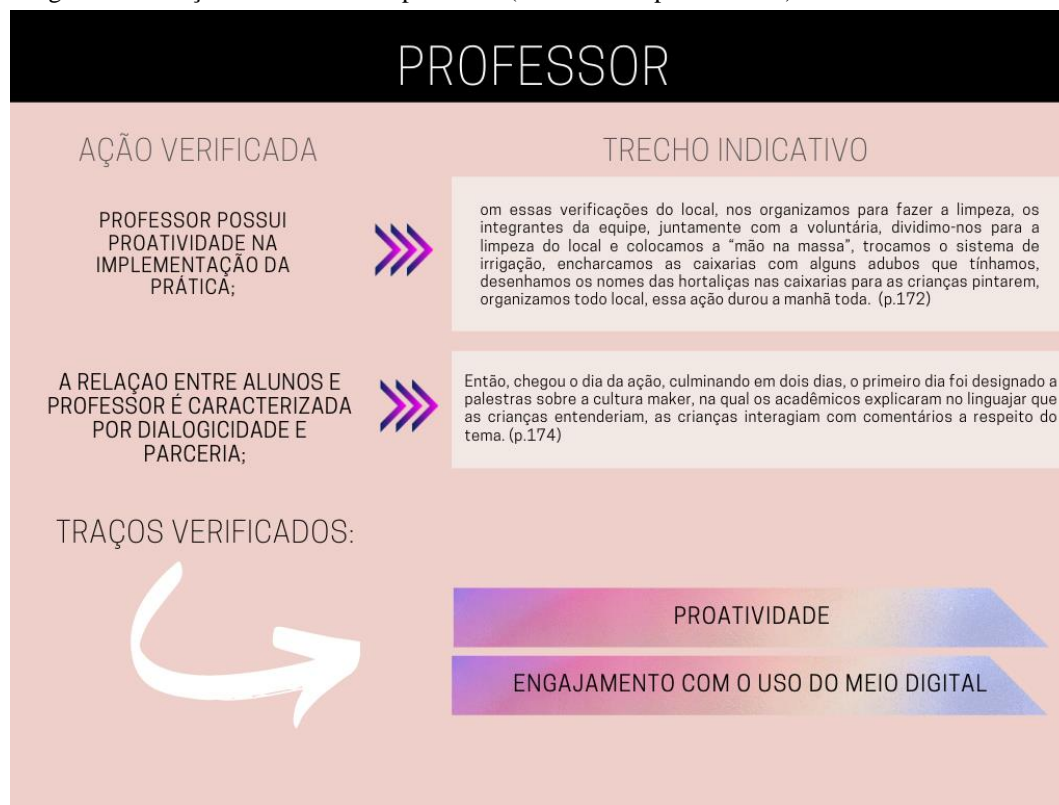 PROFESSOR
AÇÃO VERIFICADA
TRECHO INDICATIVO
PROFESSOR POSSUI
PROATIVIDADE NA
IMPLEMENTAÇÃO DA
PRÁTICA;
om essas verificações do local, nos organizamos para fazer a limpeza, os
integrantes da equipe, juntamente com a voluntária, dividimo-nos para a
limpeza do local e colocamos a “mão na massa”, trocamos o sistema de
irrigação, encharcamos as caixarias com alguns adubos que tínhamos,
desenhamos os nomes das hortaliças nas caixarias para as crianças pintarem,
organizamos todo local, essa ação durou a manhã toda. (p.172)
A RELAÇAO ENTRE ALUNOS E
PROFESSOR É CARACTERIZADA
POR DIALOGICIDADE E
PARCERIA;
Então, chegou o dia da ação, culminando em dois dias, o primeiro dia foi designado a
palestras sobre a cultura maker, na qual os acadêmicos explicaram no linguajar que
as crianças entenderiam, as crianças interagiam com comentários a respeito do
tema. (p.174)
TRAÇOS VERIFICADOS:
PROATIVIDADE
ENGAJAMENTO COM O USO DO MEIO DIGITAL